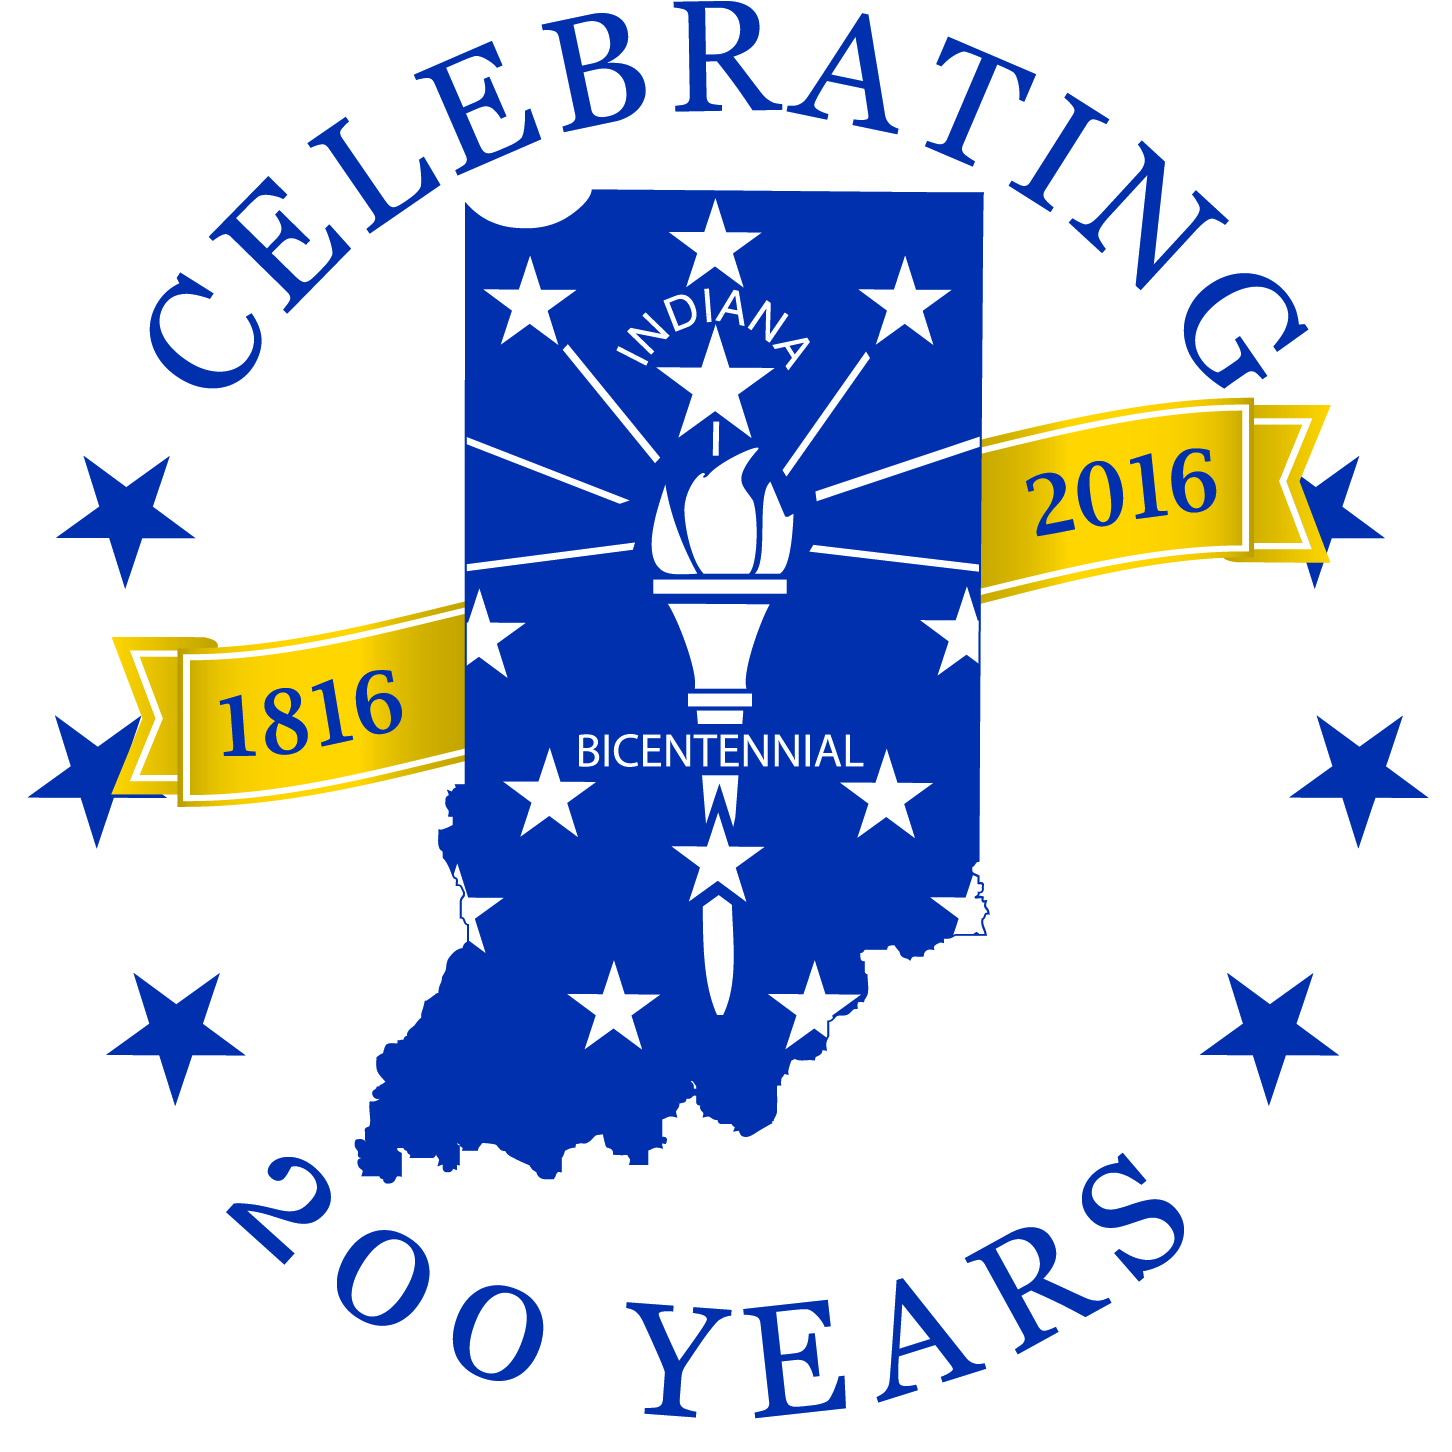 CELEBRATING
INDIANA
2016
1816
BICENTENNIAL
200 YEARS